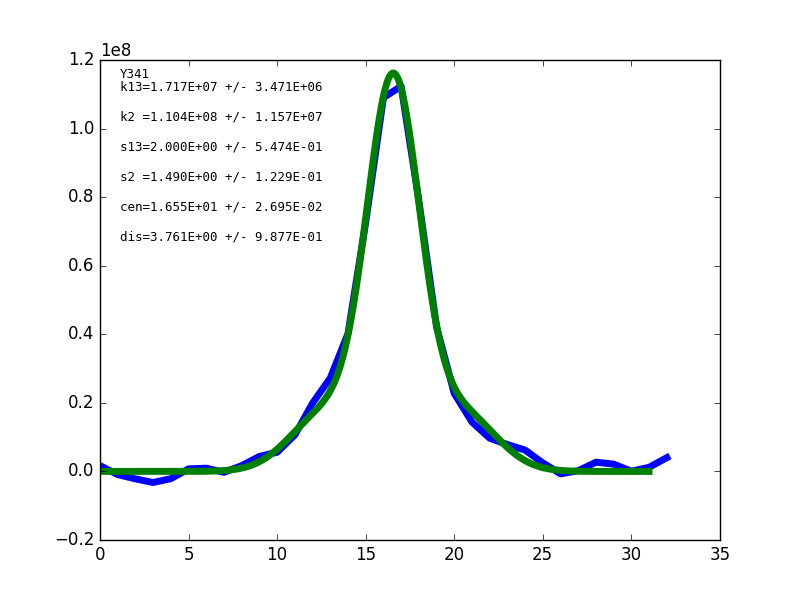 1e8
Y341
k13=1.717E+07 +/- 3.471E+06
k2 =1.104E+08 +/- 1.157E+07
s13=2.000E+00 +/- 5.474E-01
s2 =1.490E+00 +/- 1.229E-01
cen=1.655E+01 +/- 2.695E-02
dis=3.761E+00 +/- 9.877E-01
1.2
1.0
0.8
0.6
0.4
0.2
0.0
−0.2
0 5 10 15 20 25 30 35